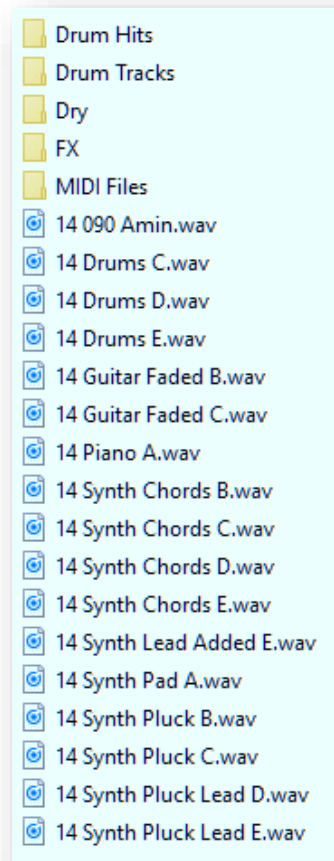 Drum Hits
Drum Tracks
Dry
FX
MIDI Files
14 090 Amin.wav
14 Drums C.wav
14 Drums D.wav
14 Drums E.wav
14 Guitar Faded B.wav
14 Guitar Faded C.wav
14 Piano A.wav
14 Synth Chords B.wav
14 Synth Chords C.wav
14 Synth Chords D.wav
14 Synth Chords E.wav
14 Synth Lead Added E.wav
14 Synth Pad A.wav
14 Synth Pluck B.wav
14 Synth Pluck C.wav
14 Synth Pluck Lead D.wav
14 Synth Pluck Lead E.wav